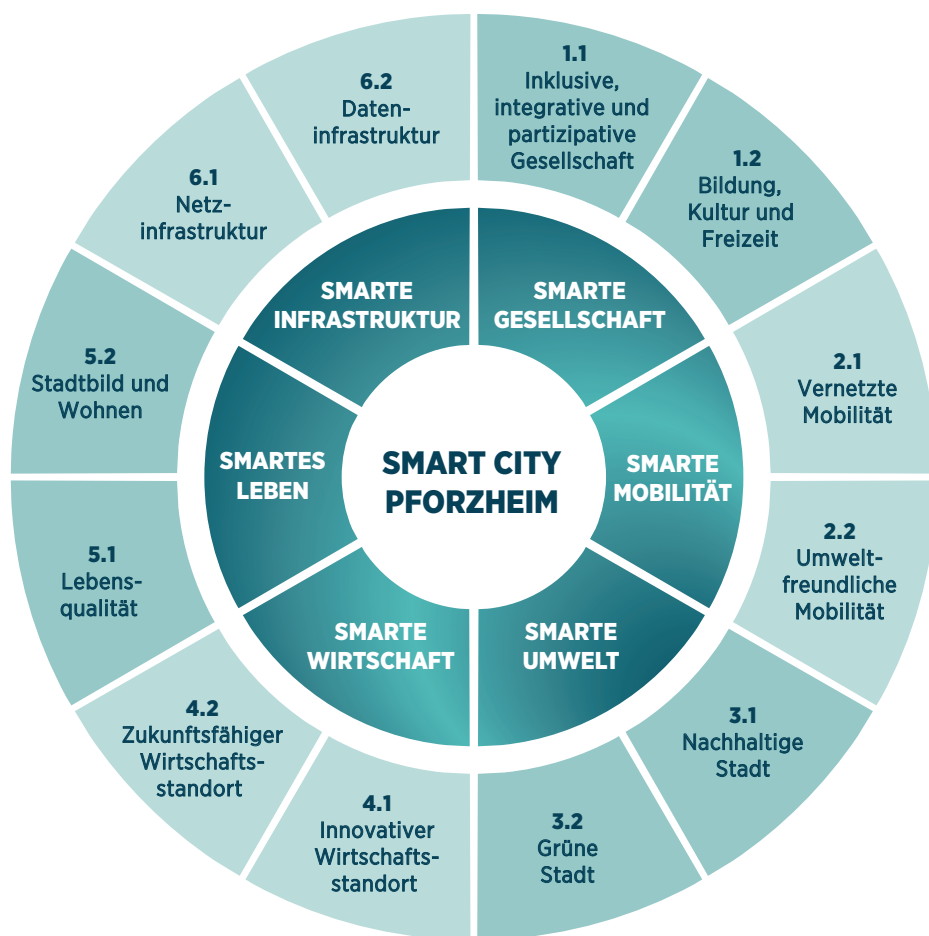 SMART CITY
PFORZHEIM
SMARTE
GESELLSCHAFT
1.1
Inklusive,
integrative und
partizipative
Gesellschaft
1.2
Bildung,
Kultur und
Freizeit
SMARTE
MOBILITÄT
2.1
Vernetzte
Mobilität
2.2
Umwelt-
freundliche
Mobilität
SMARTE
UMWELT
3.1
Nachhaltige
Stadt
3.2
Grüne
Stadt
SMARTE
WIRTSCHAFT
4.1
Innovativer
Wirtschafts-
standort
4.2
Zukunftsfähiger
Wirtschafts-
standort
SMARTES
LEBEN
5.1
Lebens-
qualität
5.2
Stadtbild und
Wohnen
SMARTE
INFRASTRUKTUR
6.1
Netz-
infrastruktur
6.2
Daten-
infrastruktur